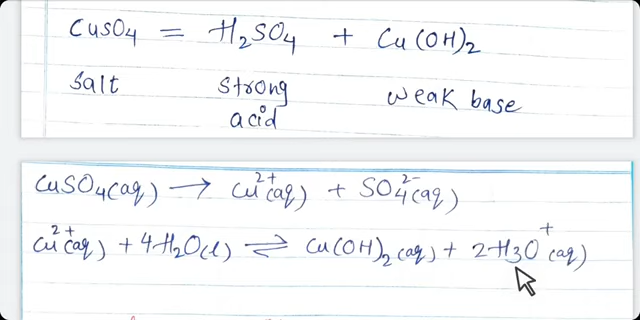 CuSO4 = H2SO4 + Cu(OH)2
Salt strong acid weak base
CuSO4(aq) → Cu2+(aq) + SO42-(aq)
Cu2+(aq) + 4H2O(l) ⇌ Cu(OH)2(aq) + 2H3O+(aq)